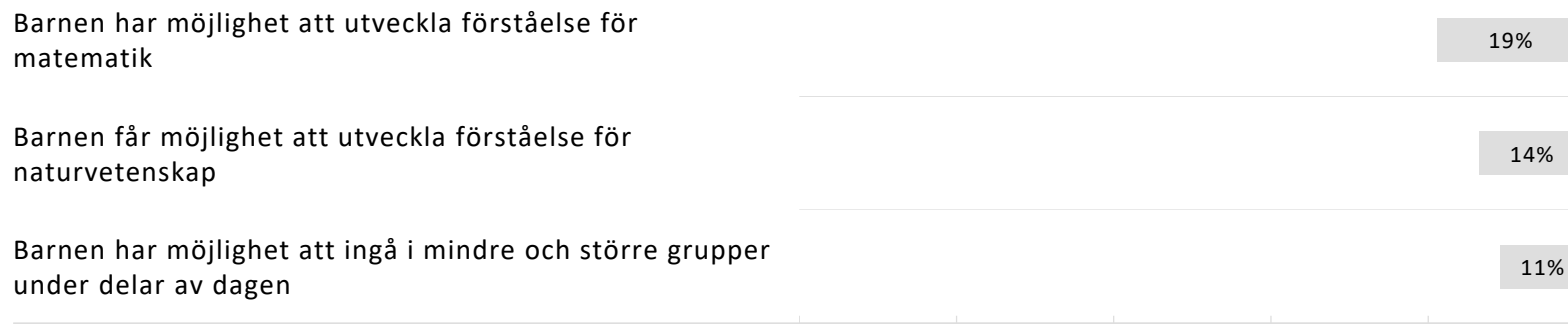 Barnen har möjlighet att utveckla förståelse för
matematik
19%
Barnen får möjlighet att utveckla förståelse för
naturvetenskap
14%
Barnen har möjlighet att ingå i mindre och större grupper
under delar av dagen
11%